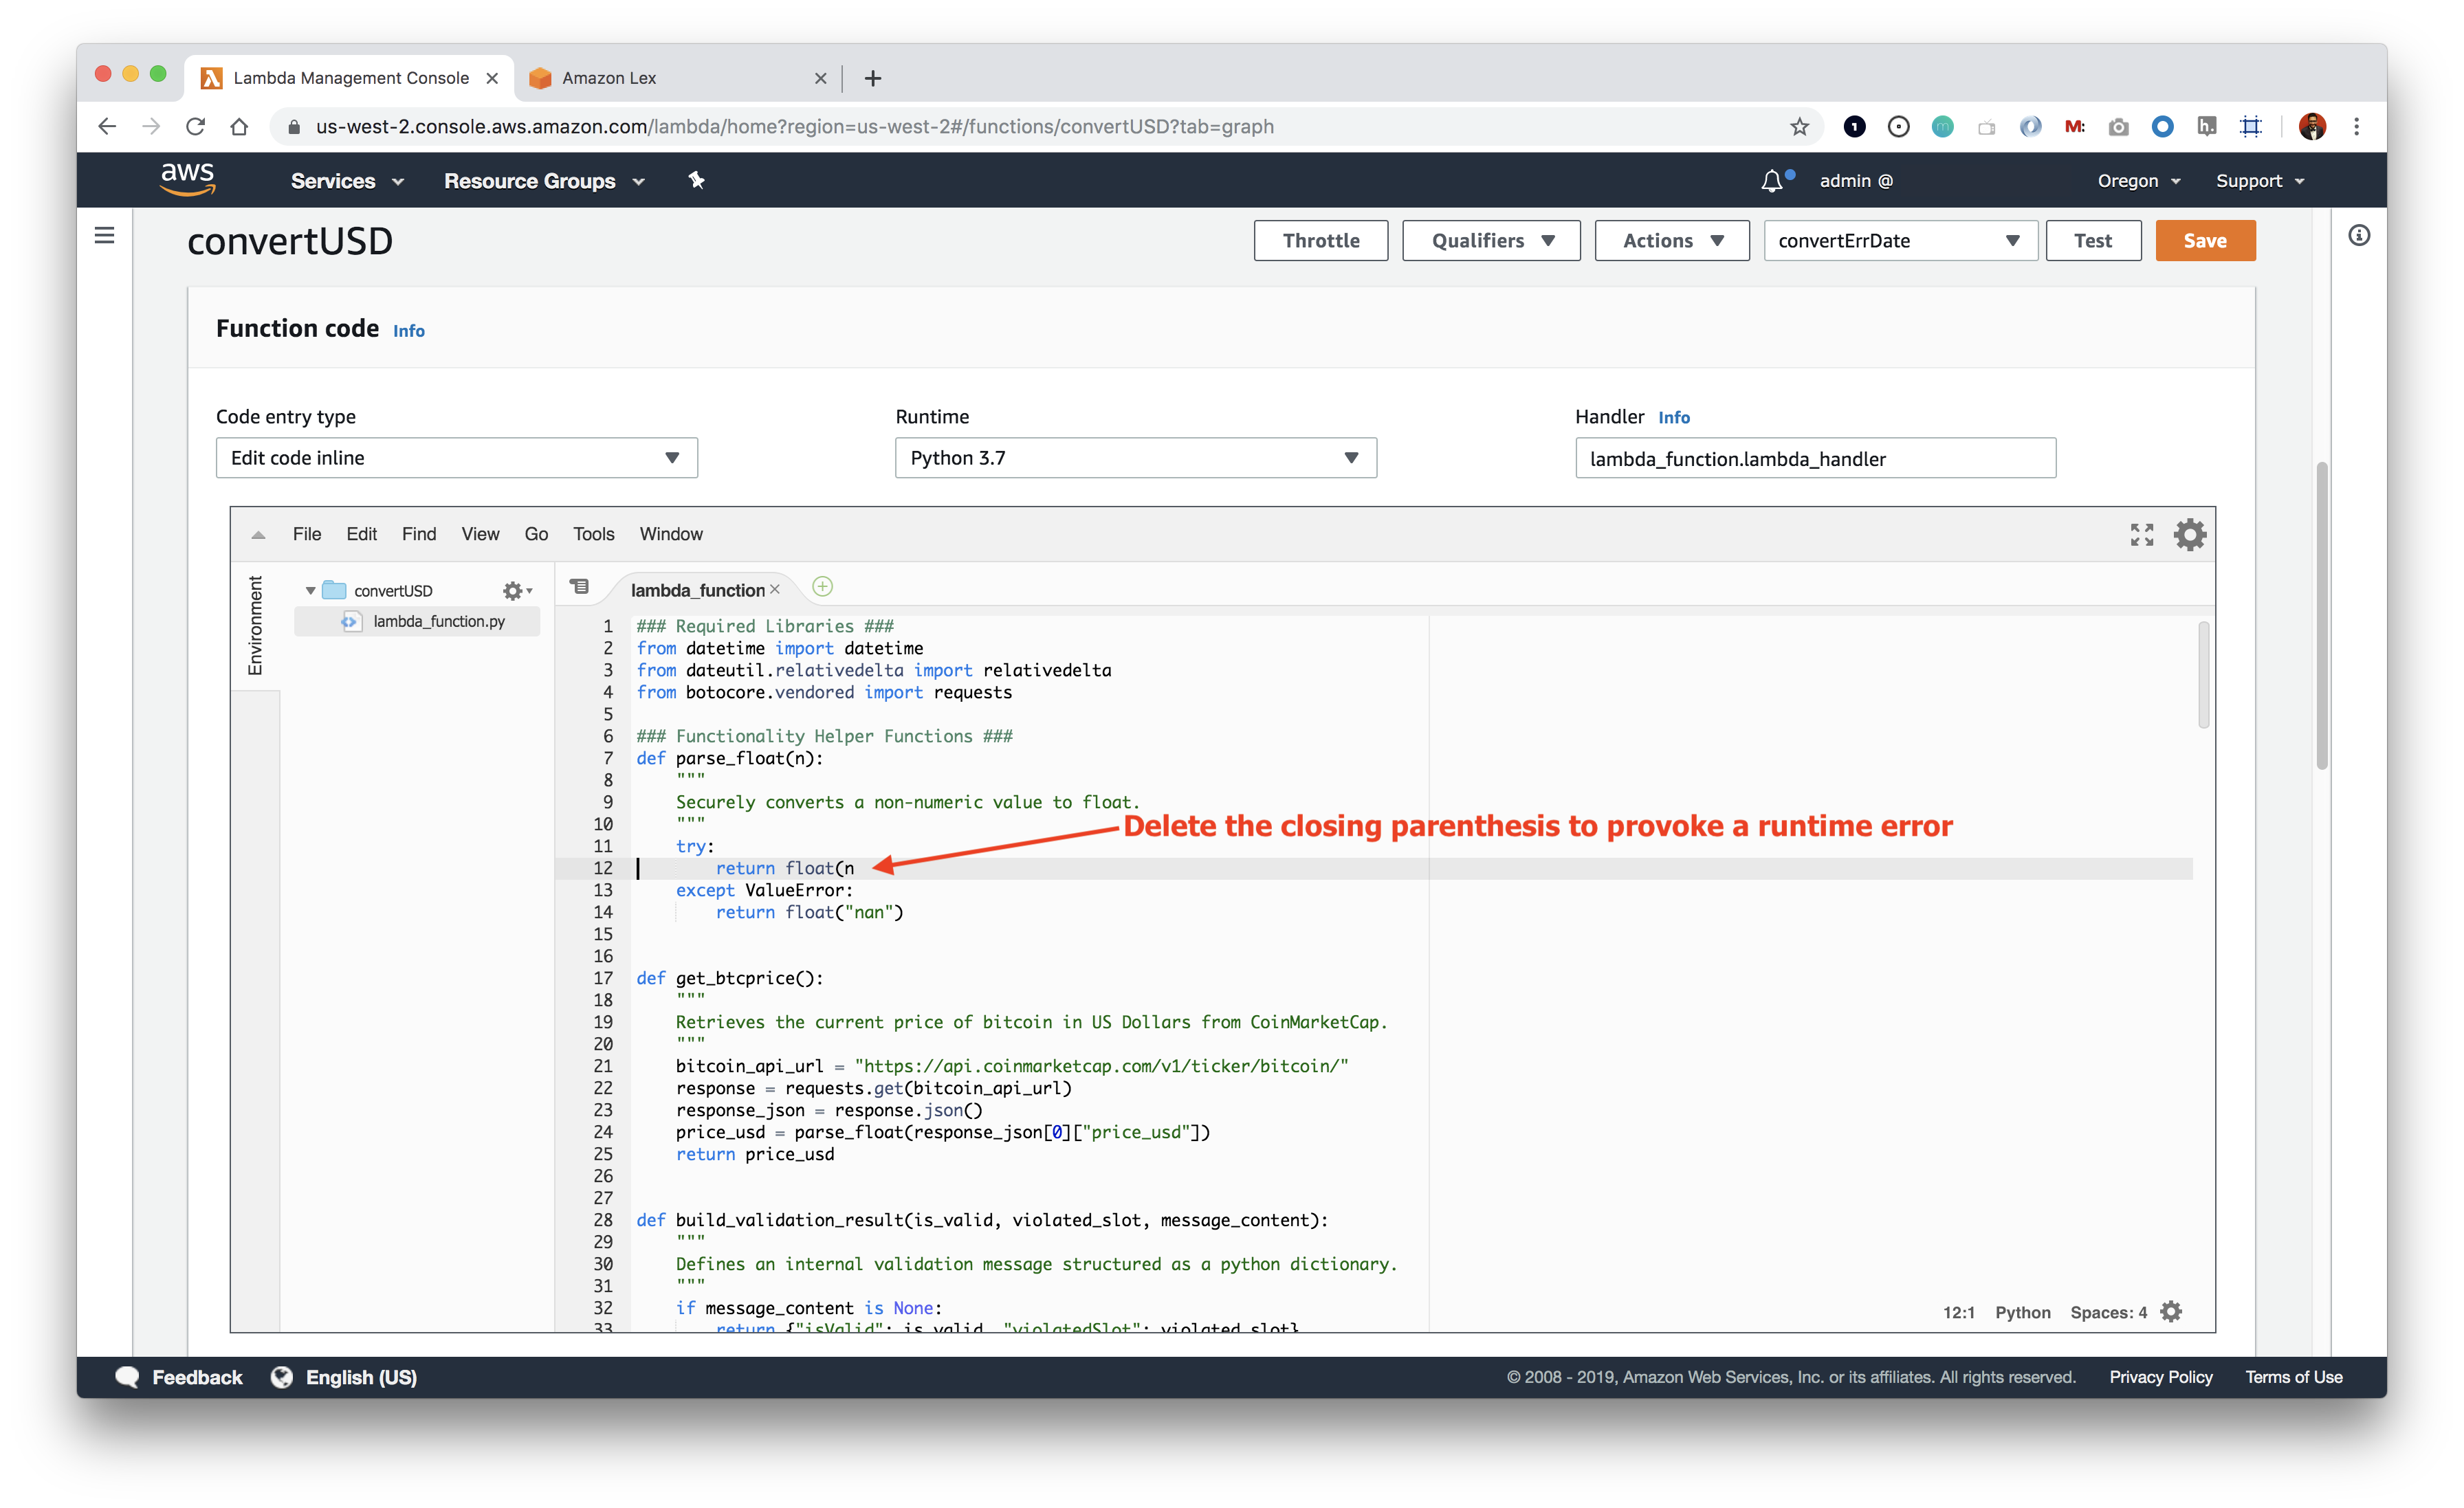 Lambda Management Console
Amazon Lex
us-west-2.console.aws.amazon.com/lambda/home?region=us-west-2#/functions/convertUSD?tab=graph
aws Services Resource Groups admin @ Oregon Support
convertUSD
Throttle Qualifiers Actions convertErrDate Test Save
Function code Info
Code entry type Runtime Handler Info
Edit code inline Python 3.7 lambda_function.lambda_handler
File Edit Find View Go Tools Window
Environment
convertUSD
lambda_function.py
lambda_function
1 ### Required Libraries ###
2 from datetime import datetime
3 from dateutil.relativedelta import relativedelta
4 from botocore.vendored import requests
5
6 ### Functionality Helper Functions ###
7 def parse_float(n):
8 """
9 Securely converts a non-numeric value to float.
10 """
Delete the closing parenthesis to provoke a runtime error
11 try:
12 return float(n
13 except ValueError:
14 return float("nan")
15
16
17 def get_btcprice():
18 """
19 Retrieves the current price of bitcoin in US Dollars from CoinMarketCap.
20 """
21 bitcoin_api_url = "https://api.coinmarketcap.com/v1/ticker/bitcoin/"
22 response = requests.get(bitcoin_api_url)
23 response_json = response.json()
24 price_usd = parse_float(response_json[0]["price_usd"])
25 return price_usd
26
27
28 def build_validation_result(is_valid, violated_slot, message_content):
29 """
30 Defines an internal validation message structured as a python dictionary.
31 """
32 if message_content is None:
33 return {"isValid": is_valid, "violatedSlot": violated_slot}
12:1 Python Spaces: 4
Feedback English (US) © 2008 - 2019, Amazon Web Services, Inc. or its affiliates. All rights reserved. Privacy Policy Terms of Use